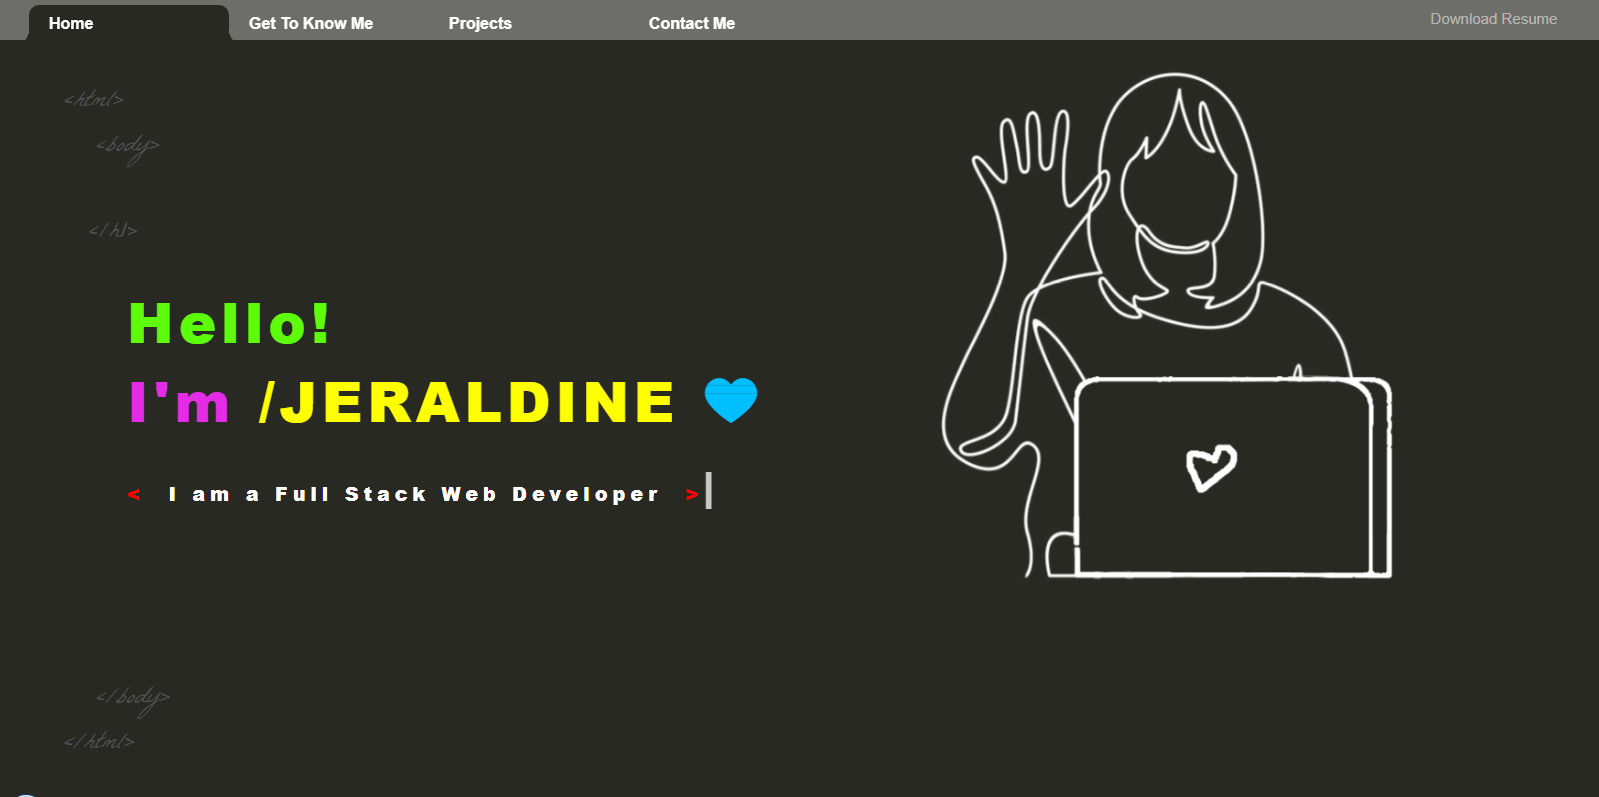 Home Get To Know Me Projects Contact Me Download Resume
<html>
<body>
</h1>
Hello!
I'm /JERALDINE
< I am a Full Stack Web Developer >
</body>
</html>